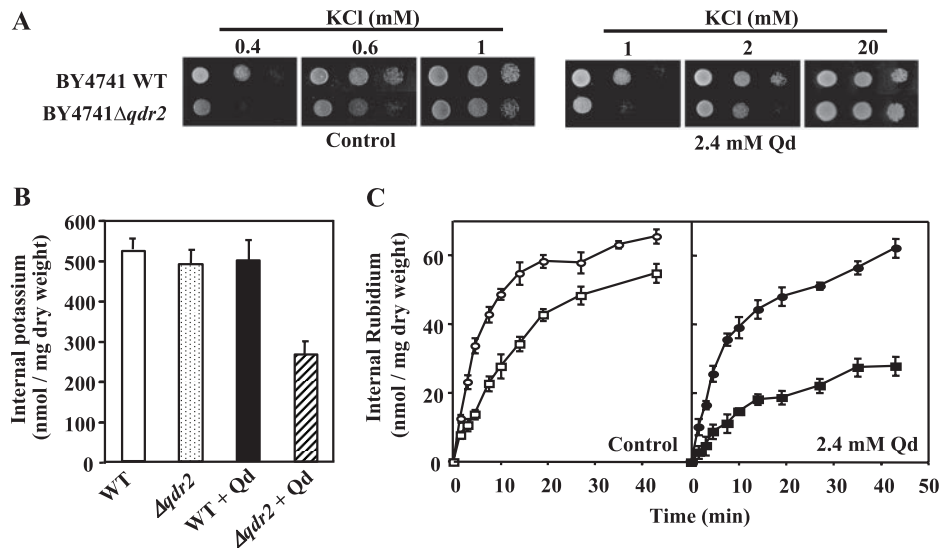 A
KCl (mM)
KCl (mM)
0.4
0.6
1
1
2
20
BY4741 WT
BY4741Δqdr2
Control
2.4 mM Qd
B
Internal potassium
(nmol / mg dry weight)
600
500
400
300
200
100
0
WT
Δqdr2
WT + Qd
Δqdr2 + Qd
C
Internal Rubidium
(nmol / mg dry weight)
60
40
20
0
Control
2.4 mM Qd
0
10
20
30
40
0
10
20
30
40
50
Time (min)